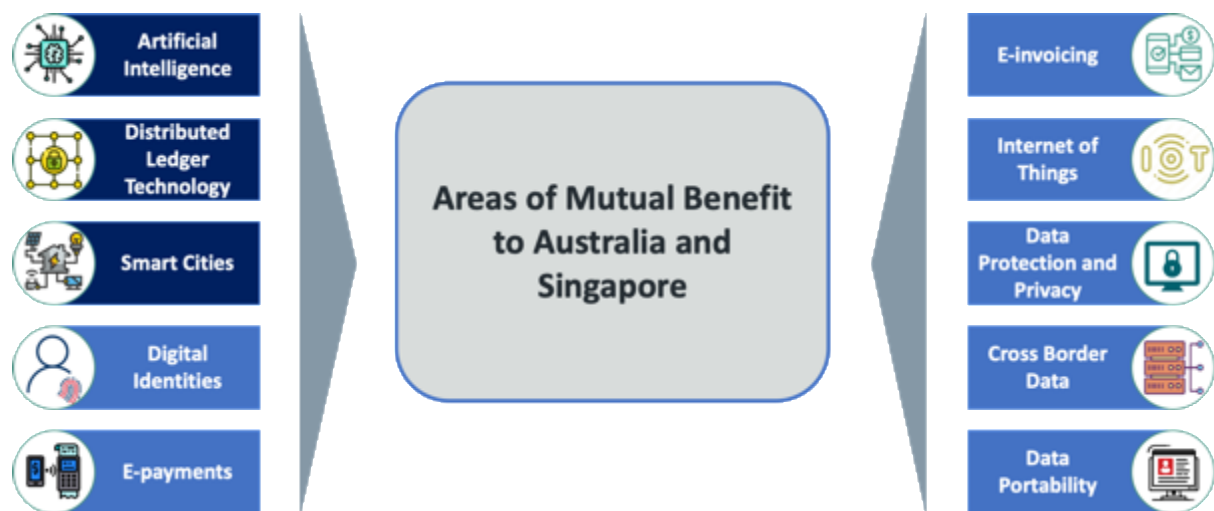 Artificial
Intelligence
Distributed
Ledger
Technology
Smart Cities
Digital
Identities
E-payments
Areas of Mutual Benefit
to Australia and
Singapore
E-invoicing
Internet of
Things
IOT
Data
Protection and
Privacy
Cross Border
Data
Data
Portability